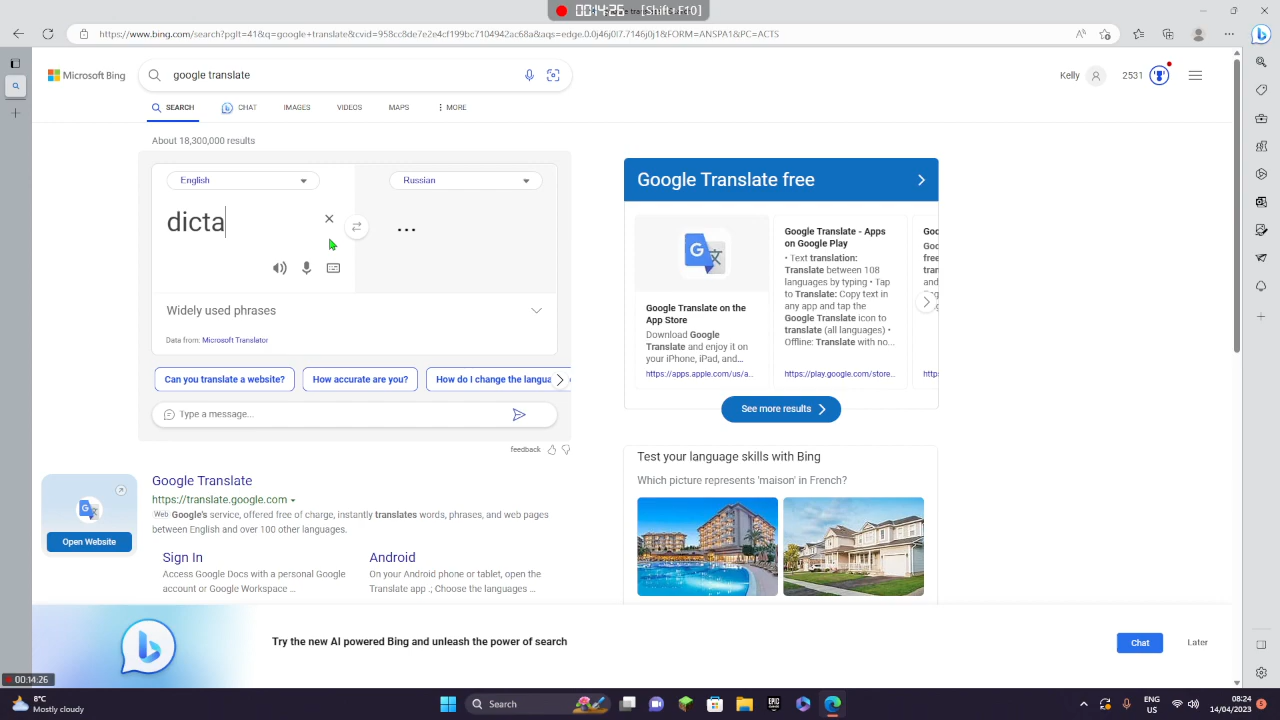 00:14:26
https://www.bing.com/search?pglt=41&q=google+translate&cvid=958cc8de7e2e4cf199bc71104942ac68a&aqs=edge.0.0j46j0l7.7146j0j1&FORM=ANSPA1&PC=ACTS
Microsoft Bing
google translate
Kelly
2531
SEARCH
CHAT
IMAGES
VIDEOS
MAPS
MORE
About 18,300,000 results
English
Russian
dicta
...
Widely used phrases
Data from: Microsoft Translator
Can you translate a website?
How accurate are you?
How do I change the langua
Type a message...
feedback
Google Translate free
Google Translate on the
App Store
Download Google
Translate and enjoy it on
your iPhone, iPad, and...
https://apps.apple.com/us/a...
Google Translate - Apps
on Google Play
• Text translation:
Translate between 108
languages by typing • Tap
to Translate: Copy text in
any app and tap the
Google Translate icon to
translate (all languages) •
Offline: Translate with no...
https://play.google.com/store...
Goo
Goog
free
tran
and
Eng
http
See more results
Test your language skills with Bing
Which picture represents 'maison' in French?
Google Translate
https://translate.google.com
Web Google's service, offered free of charge, instantly translates words, phrases, and web pages
between English and over 100 other languages.
Open Website
Sign In
Access Google Docs with a personal Google
account or Google Workspace ...
Android
On your Android phone or tablet, open the
Translate app .; Choose the languages ...
Try the new AI powered Bing and unleash the power of search
Chat
Later
00:14:26
8°C
Mostly cloudy
Search
EPIC
ENG
US
08:24
14/04/2023